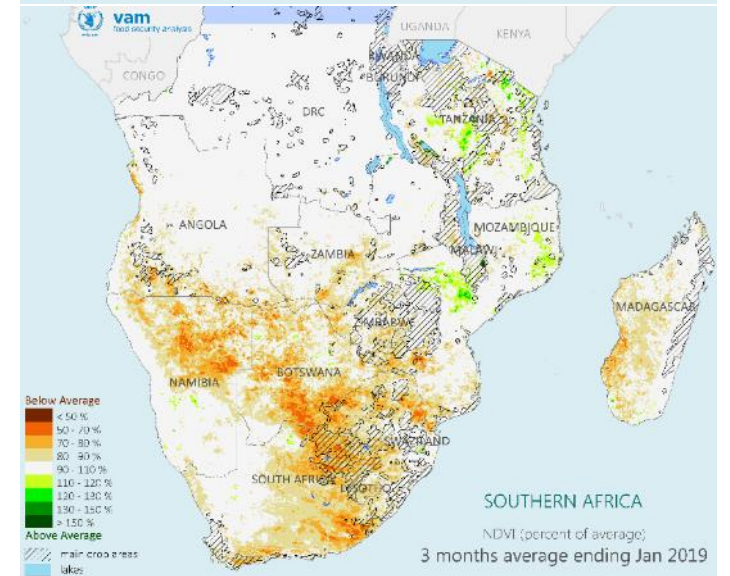 vam
food security analysis
UGANDA
KENYA
CONGO
RWANDA
BURUNDI
DRC
TANZANIA
ANGOLA
MOZAMBIQUE
ZAMBIA
MALAWI
MADAGASCAR
ZIMBABWE
BOTSWANA
NAMIBIA
SWAZILAND
SOUTH AFRICA
LESOTHO
Below Average
< 50 %
50 - 70 %
70 - 80 %
80 - 90 %
90 - 110 %
110 - 120 %
120 - 130 %
130 - 150 %
> 150 %
Above Average
main crop areas
lakes
SOUTHERN AFRICA
NDVI (percent of average)
3 months average ending Jan 2019